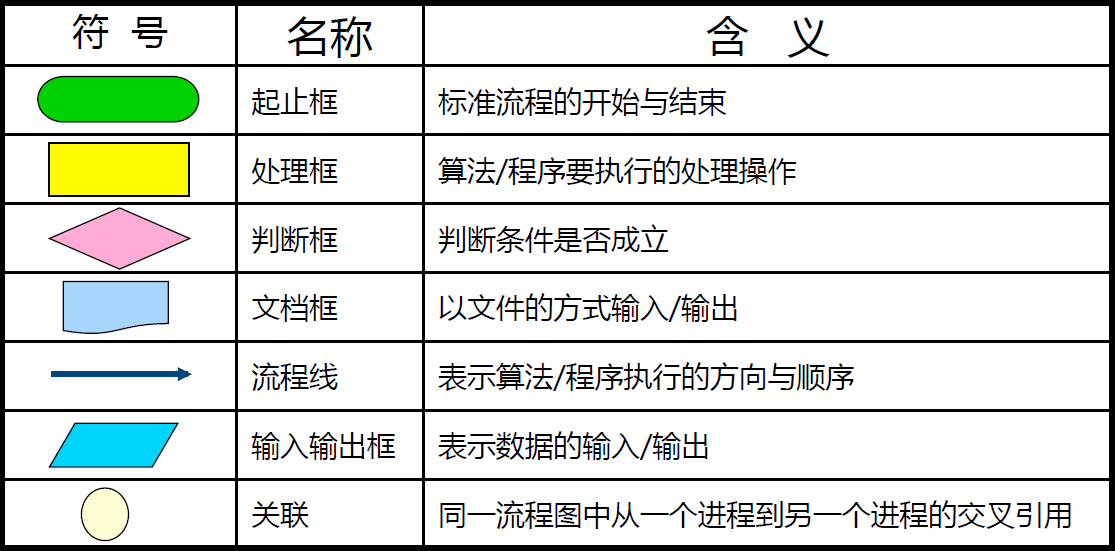 符 号 名称 含 义
起止框 标准流程的开始与结束
处理框 算法/程序要执行的处理操作
判断框 判断条件是否成立
文档框 以文件的方式输入/输出
流程线 表示算法/程序执行的方向与顺序
输入输出框 表示数据的输入/输出
关联 同一流程图中从一个进程到另一个进程的交叉引用